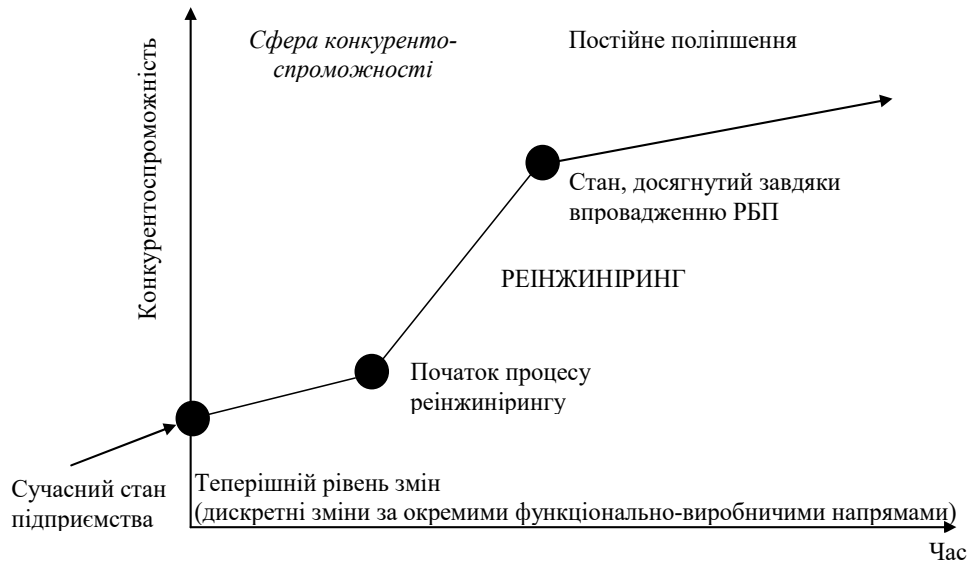 Сфера конкуренто-
спроможності
Постійне поліпшення
Конкурентоспроможність
Стан, досягнутий завдяки
впровадженню РБП
РЕІНЖИНІРИНГ
Початок процесу
реінжинірингу
Сучасний стан
підприємства
Теперішній рівень змін
(дискретні зміни за окремими функціонально-виробничими напрямами)
Час